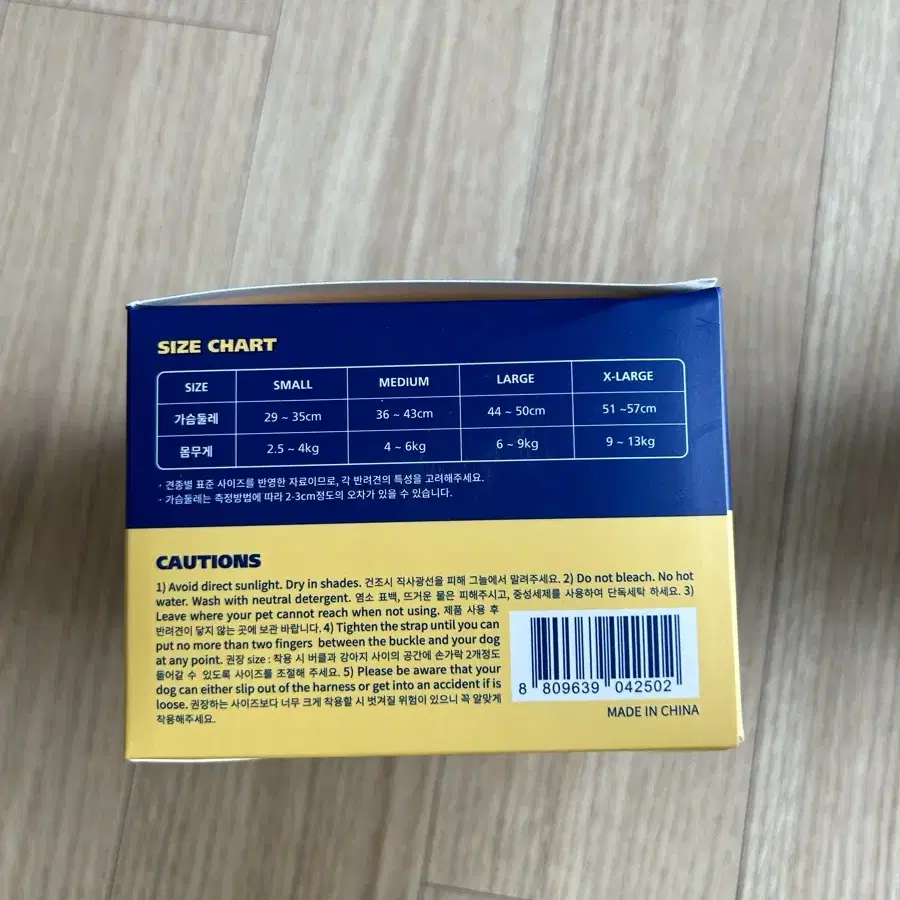 SIZE CHART
SIZE SMALL MEDIUM LARGE X-LARGE
가슴둘레 29 ~ 35cm 36 ~ 43cm 44 ~ 50cm 51 ~57cm
몸무게 2.5 ~ 4kg 4 ~ 6kg 6 ~ 9kg 9 ~ 13kg
· 견종별 표준 사이즈를 반영한 자료이므로, 각 반려견의 특성을 고려해주세요.
· 가슴둘레는 측정방법에 따라 2-3cm정도의 오차가 있을 수 있습니다.
CAUTIONS
1) Avoid direct sunlight. Dry in shades. 건조시 직사광선을 피해 그늘에서 말려주세요. 2) Do not bleach. No hot
water. Wash with neutral detergent. 염소 표백, 뜨거운 물은 피해주시고, 중성세제를 사용하여 단독세탁 하세요. 3)
Leave where your pet cannot reach when not using. 제품 사용 후
반려견이 닿지 않는 곳에 보관 바랍니다. 4) Tighten the strap until you can
put no more than two fingers between the buckle and your dog
at any point. 권장 size : 착용 시 버클과 강아지 사이의 공간에 손가락 2개정도
들어갈 수 있도록 사이즈를 조절해 주세요. 5) Please be aware that your
dog can either slip out of the harness or get into an accident if is
loose. 권장하는 사이즈보다 너무 크게 착용할 시 벗겨질 위험이 있으니 꼭 알맞게
착용해주세요.
8 809639 042502
MADE IN CHINA